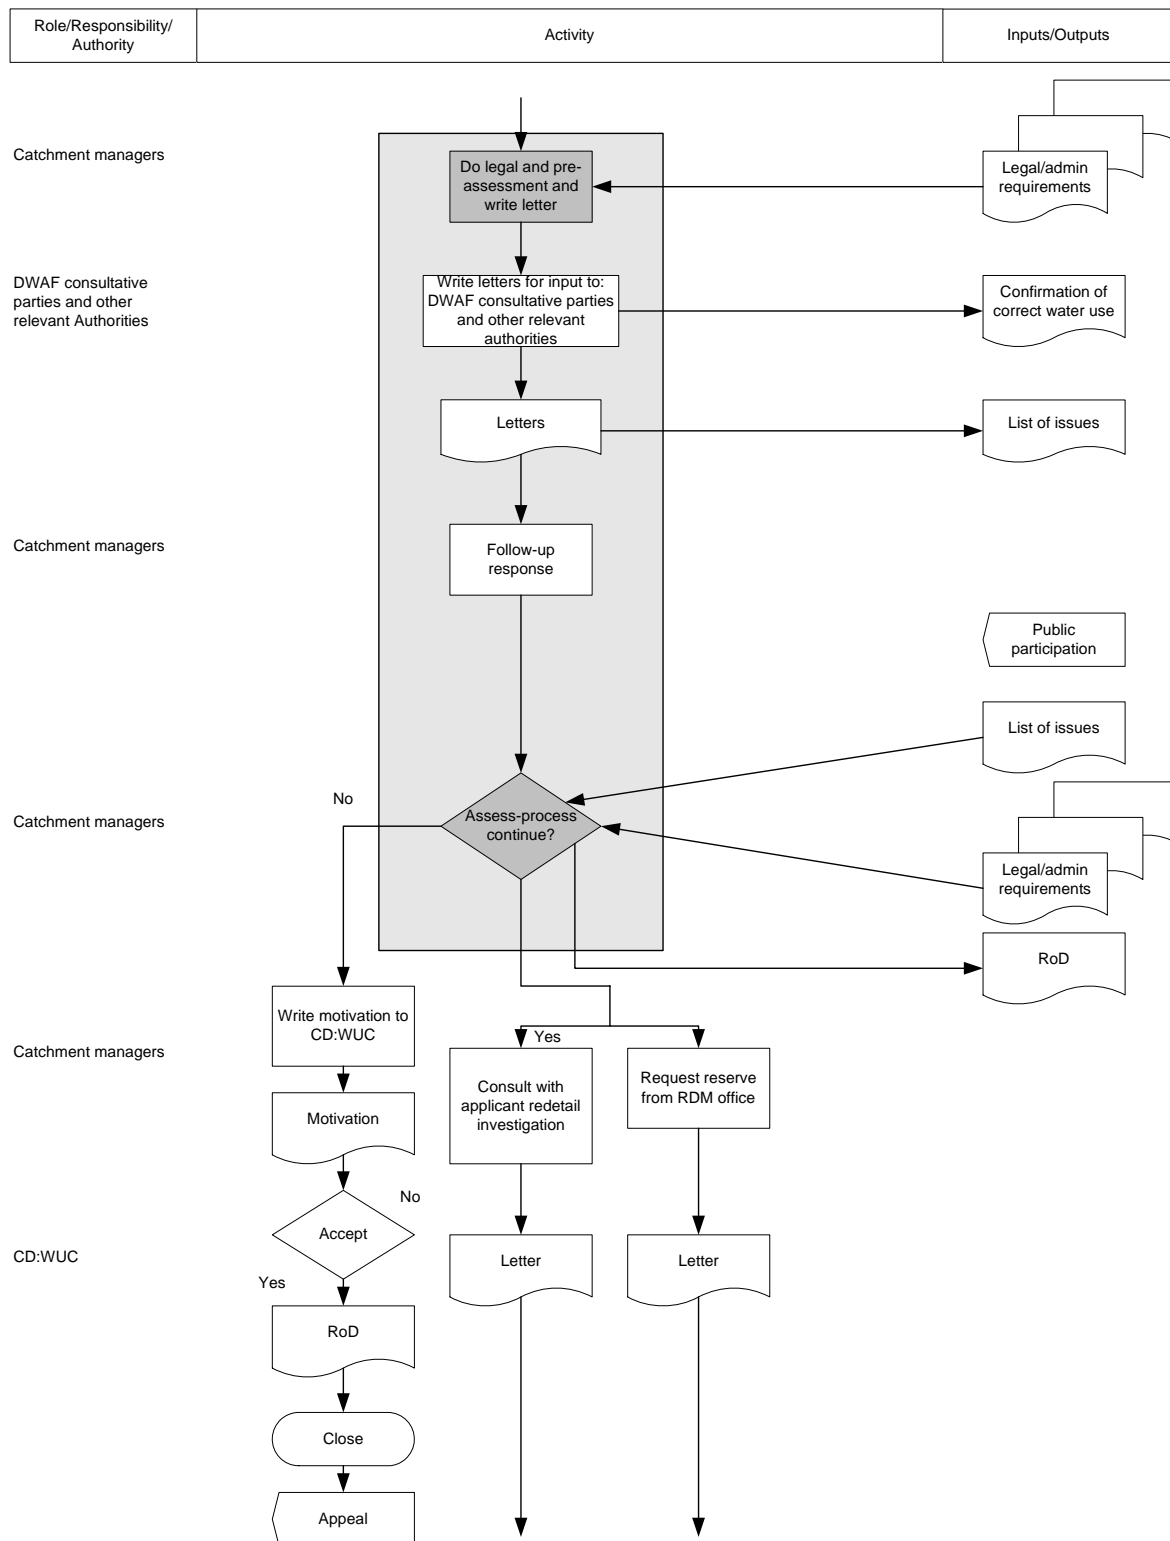 Role/Responsibility/
Authority
Activity
Inputs/Outputs
Catchment managers
Do legal and pre-
assessment and
write letter
Legal/admin
requirements
DWAF consultative
parties and other
relevant Authorities
Write letters for input to:
DWAF consultative parties
and other relevant
authorities
Confirmation of
correct water use
Letters
List of issues
Catchment managers
Follow-up
response
Public
participation
List of issues
No
Catchment managers
Assess-process
continue?
Legal/admin
requirements
RoD
Write motivation to
CD:WUC
Yes
Catchment managers
Consult with
applicant redetail
investigation
Request reserve
from RDM office
Motivation
No
Accept
CD:WUC
Letter
Letter
Yes
RoD
Close
Appeal